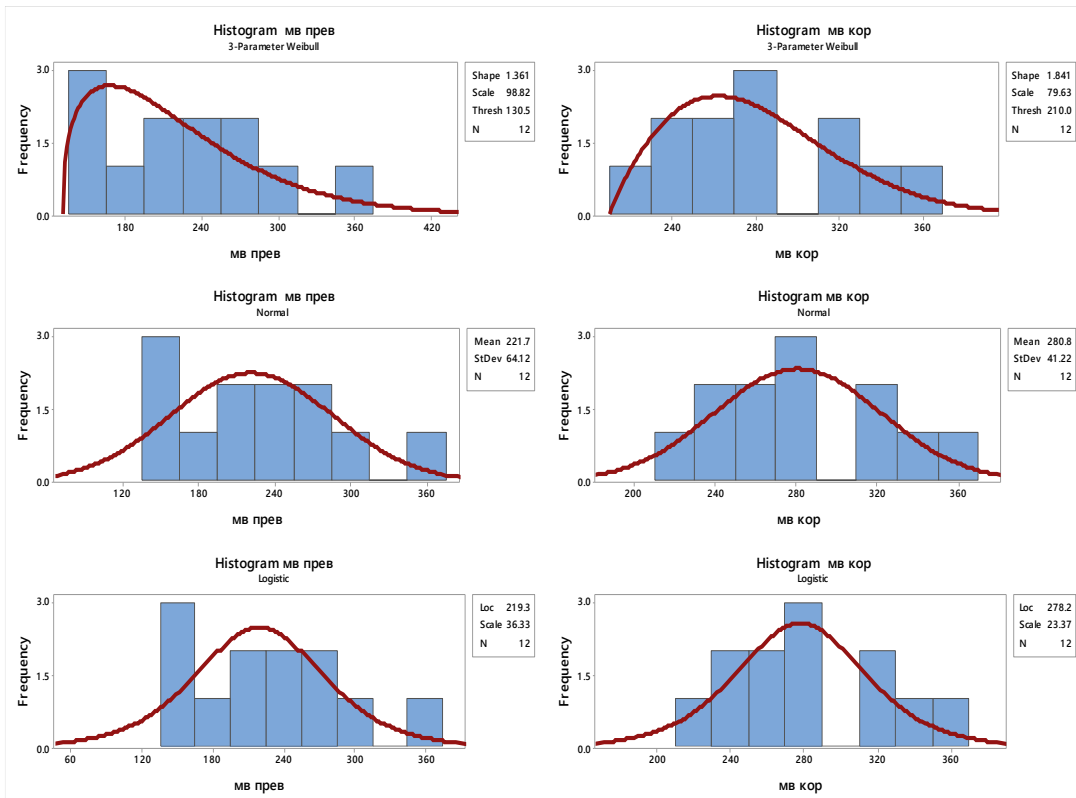 Histogram мв прев
3-Parameter Weibull
Frequency
3.0
1.5
0.0
180 240 300 360 420
мв прев
Shape 1.361
Scale 98.82
Thresh 130.5
N 12
Histogram мв кор
3-Parameter Weibull
Frequency
3.0
1.5
0.0
240 280 320 360
мв кор
Shape 1.841
Scale 79.63
Thresh 210.0
N 12
Histogram мв прев
Normal
Frequency
3.0
1.5
0.0
120 180 240 300 360
мв прев
Mean 221.7
StDev 64.12
N 12
Histogram мв кор
Normal
Frequency
3.0
1.5
0.0
200 240 280 320 360
мв кор
Mean 280.8
StDev 41.22
N 12
Histogram мв прев
Logistic
Frequency
3.0
1.5
0.0
60 120 180 240 300 360
мв прев
Loc 219.3
Scale 36.33
N 12
Histogram мв кор
Logistic
Frequency
3.0
1.5
0.0
200 240 280 320 360
мв кор
Loc 278.2
Scale 23.37
N 12